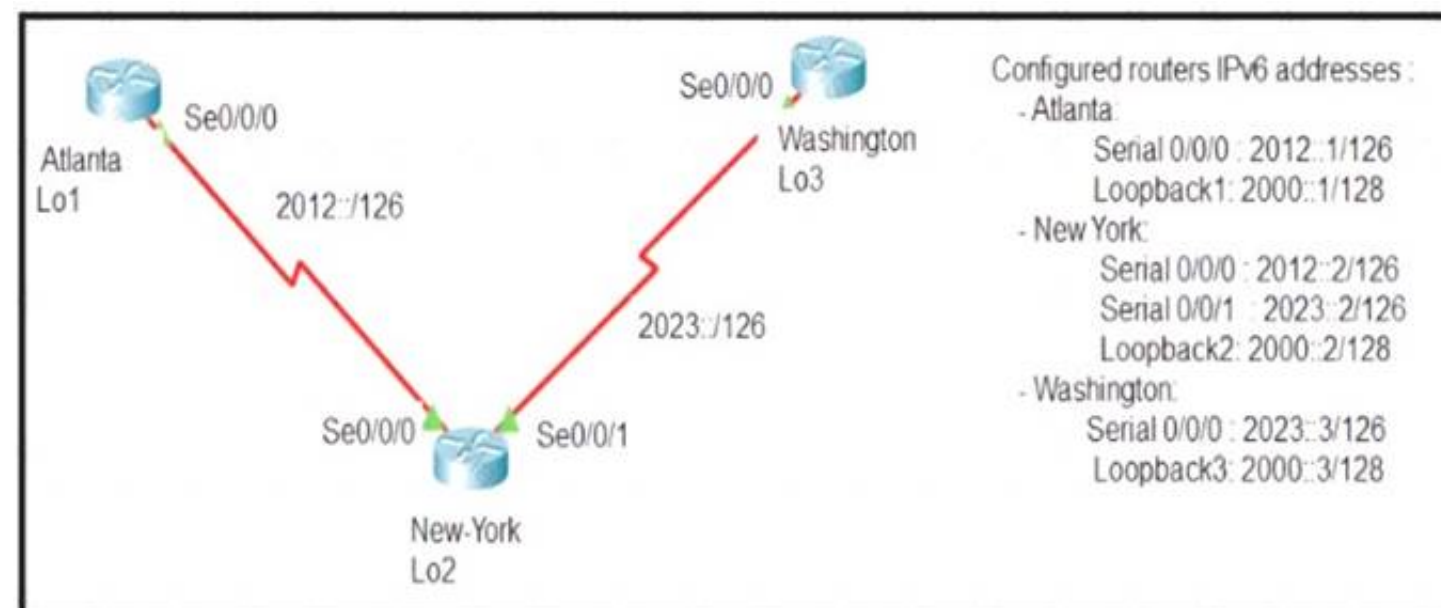 Se0/0/0
Atlanta
Lo1
2012::/126
Se0/0/0
Washington
Lo3
2023::/126
Se0/0/0
Se0/0/1
New-York
Lo2
Configured routers IPv6 addresses :
- Atlanta:
Serial 0/0/0 : 2012::1/126
Loopback1: 2000::1/128
- New York:
Serial 0/0/0 : 2012::2/126
Serial 0/0/1 : 2023::2/126
Loopback2: 2000::2/128
- Washington:
Serial 0/0/0 : 2023::3/126
Loopback3: 2000::3/128